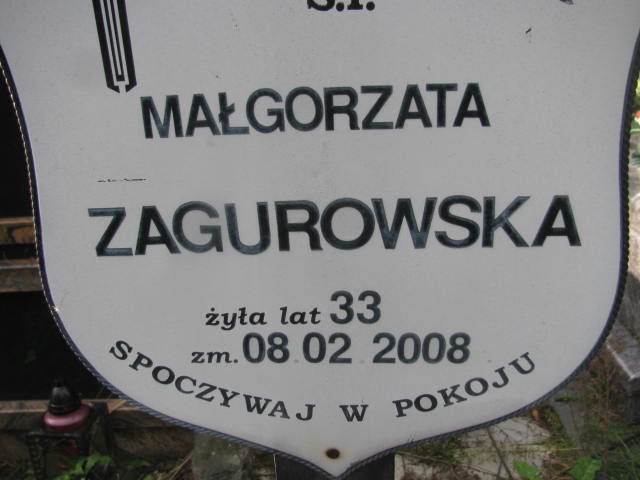 Ś.P.
MAŁGORZATA
ZAGUROWSKA
żyła lat 33
zm. 08 02 2008
SPOCZYWAJ W POKOJU